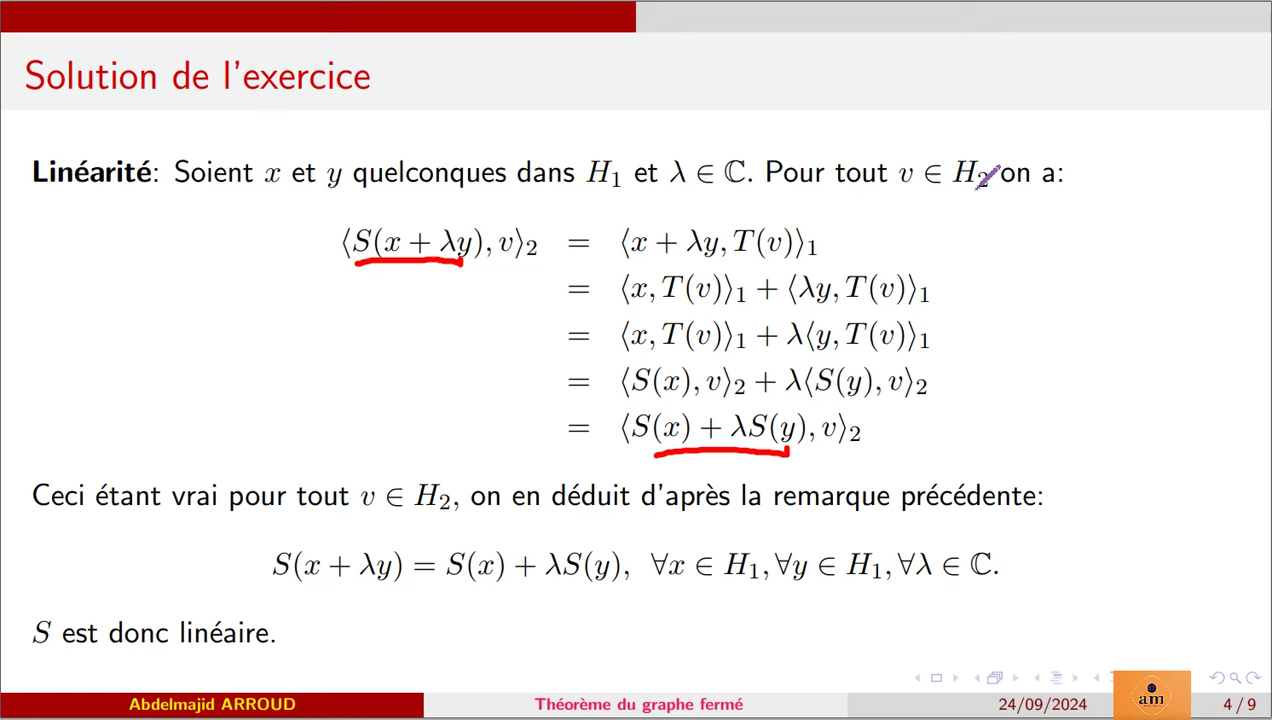 Solution de l'exercice
Linéarité: Soient x et y quelconques dans H₁ et λ ∈ ℂ. Pour tout v ∈ H₂ on a:
⟨S(x + λy), v⟩₂ = ⟨x + λy, T(v)⟩₁
= ⟨x, T(v)⟩₁ + ⟨λy, T(v)⟩₁
= ⟨x, T(v)⟩₁ + λ⟨y, T(v)⟩₁
= ⟨S(x), v⟩₂ + λ⟨S(y), v⟩₂
= ⟨S(x) + λS(y), v⟩₂
Ceci étant vrai pour tout v ∈ H₂, on en déduit d'après la remarque précédente:
S(x + λy) = S(x) + λS(y), ∀x ∈ H₁, ∀y ∈ H₁, ∀λ ∈ ℂ.
S est donc linéaire.
Abdelmajid ARROUD Théorème du graphe fermé 24/09/2024 am 4 / 9